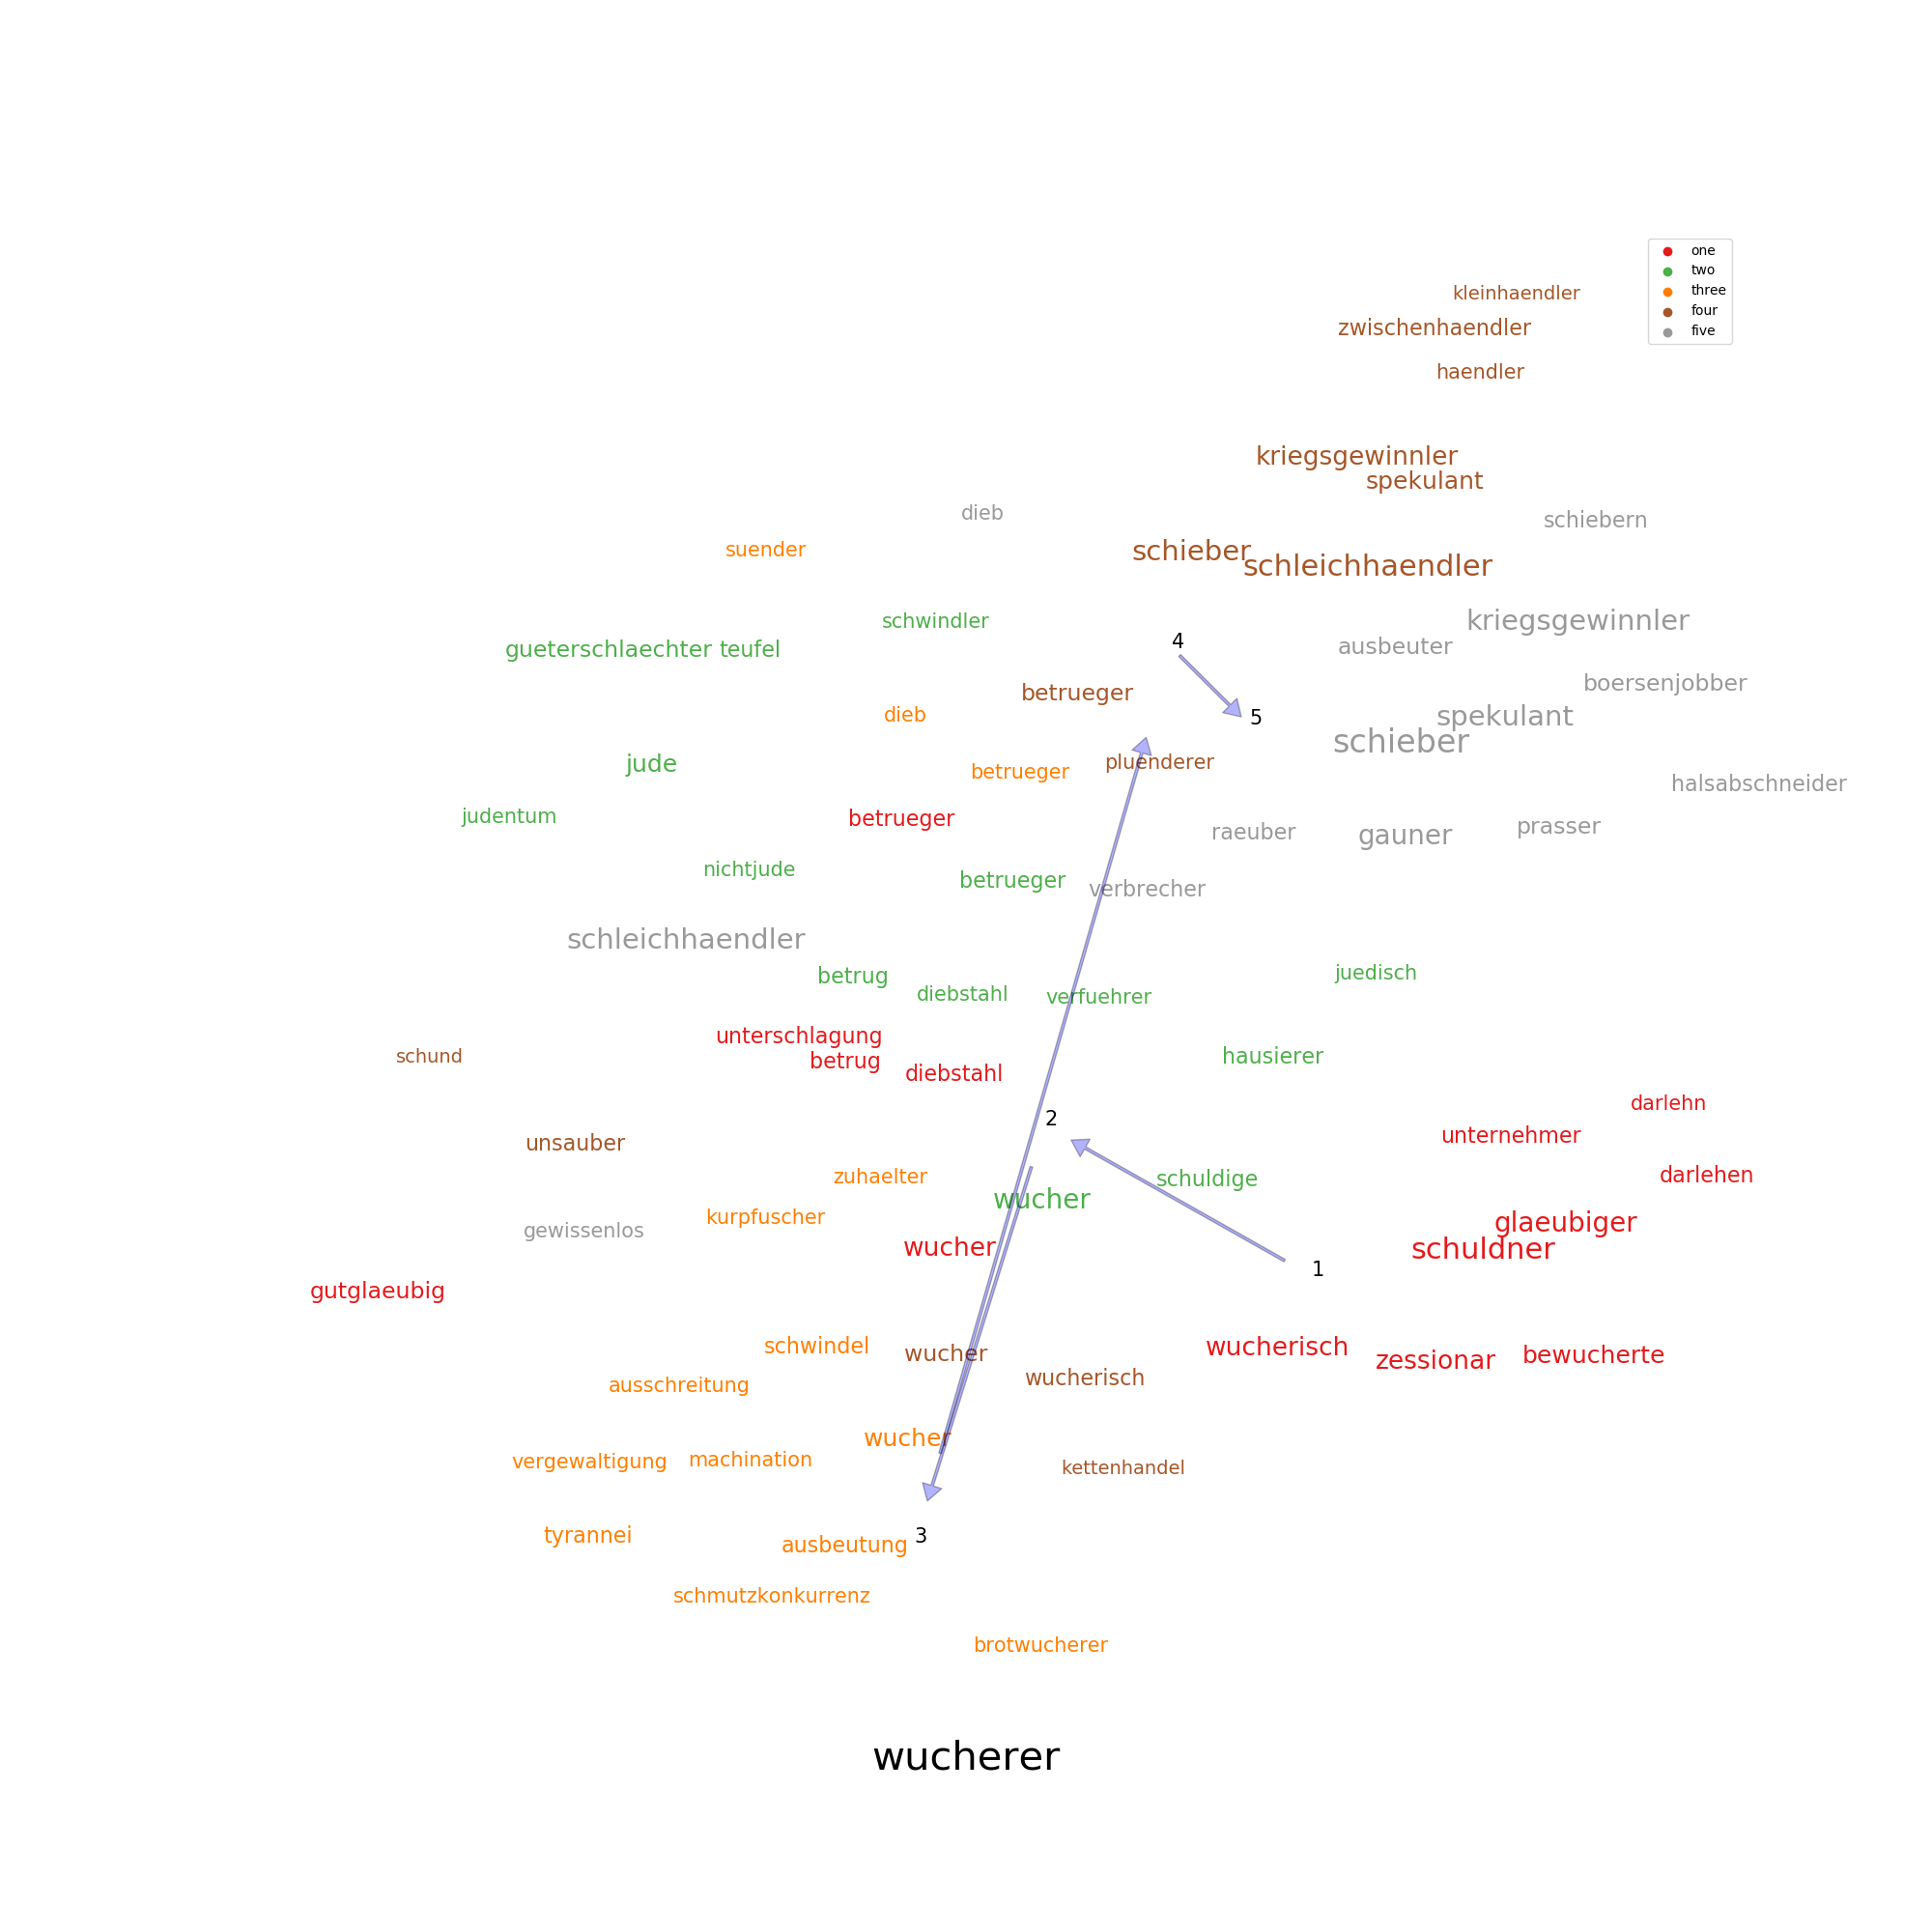 one
two
three
four
five
kleinhaendler
zwischenhaendler
haendler
kriegsgewinnler
spekulant
dieb
schiebern
suender
schieber
schleichhaendler
schwindler
kriegsgewinnler
gueterschlaechter teufel
4
ausbeuter
betrueger
boersenjobber
dieb
5
spekulant
schieber
jude
betrueger
pluenderer
halsabschneider
judentum
betrueger
raeuber
gauner
prasser
nichtjude
betrueger
verbrecher
schleichhaendler
betrug
diebstahl
verfuehrer
juedisch
unterschlagung
betrug
diebstahl
schund
hausierer
darlehn
2
unsauber
unternehmer
zuhaelter
schuldige
darlehen
wucher
kurpfuscher
glaeubiger
gewissenlos
wucher
schuldner
1
gutglaeubig
schwindel
wucher
wucherisch
zessionar
bewucherte
ausschreitung
wucherisch
wucher
vergewaltigung
machination
kettenhandel
tyrannei
ausbeutung
3
schmutzkonkurrenz
brotwucherer
wucherer